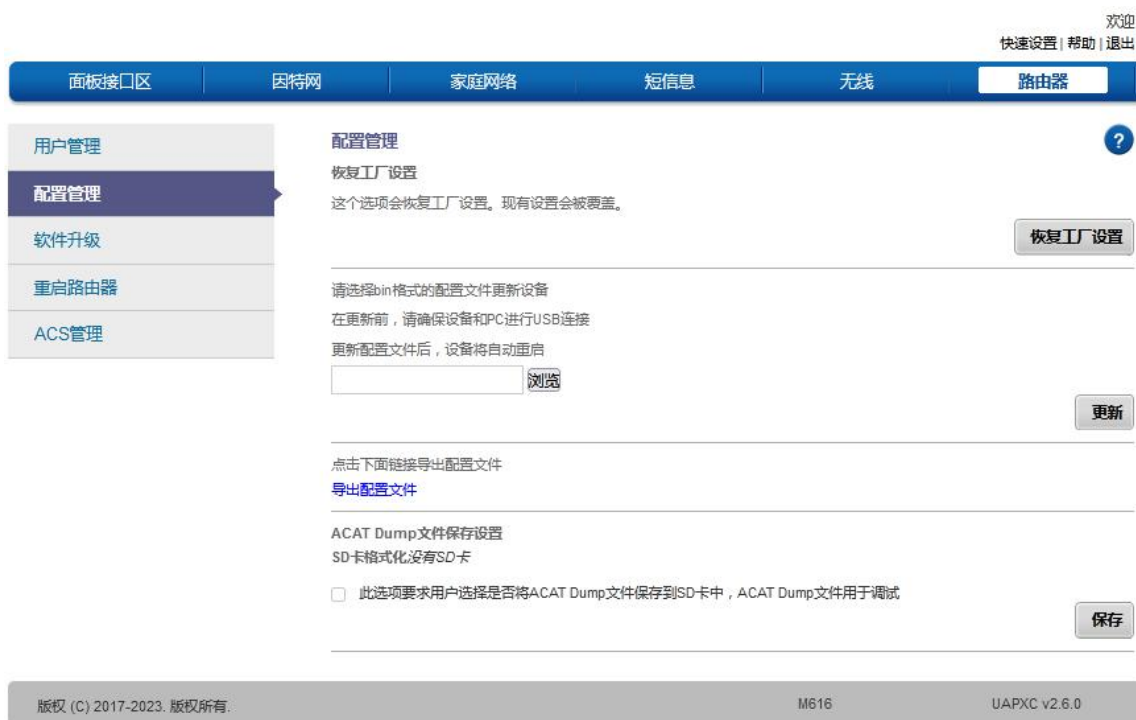 欢迎
快速设置 | 帮助 | 退出
面板接口区 因特网 家庭网络 短信息 无线 路由器
用户管理
配置管理
软件升级
重启路由器
ACS管理
配置管理
?
恢复工厂设置
这个选项会恢复工厂设置。现有设置会被覆盖。
恢复工厂设置
请选择bin格式的配置文件更新设备
在更新前，请确保设备和PC进行USB连接
更新配置文件后，设备将自动重启
浏览
更新
点击下面链接导出配置文件
导出配置文件
ACAT Dump文件保存设置
SD卡格式化没有SD卡
此选项要求用户选择是否将ACAT Dump文件保存到SD卡中，ACAT Dump文件用于调试
保存
版权 (C) 2017-2023. 版权所有. M616 UAPXC v2.6.0